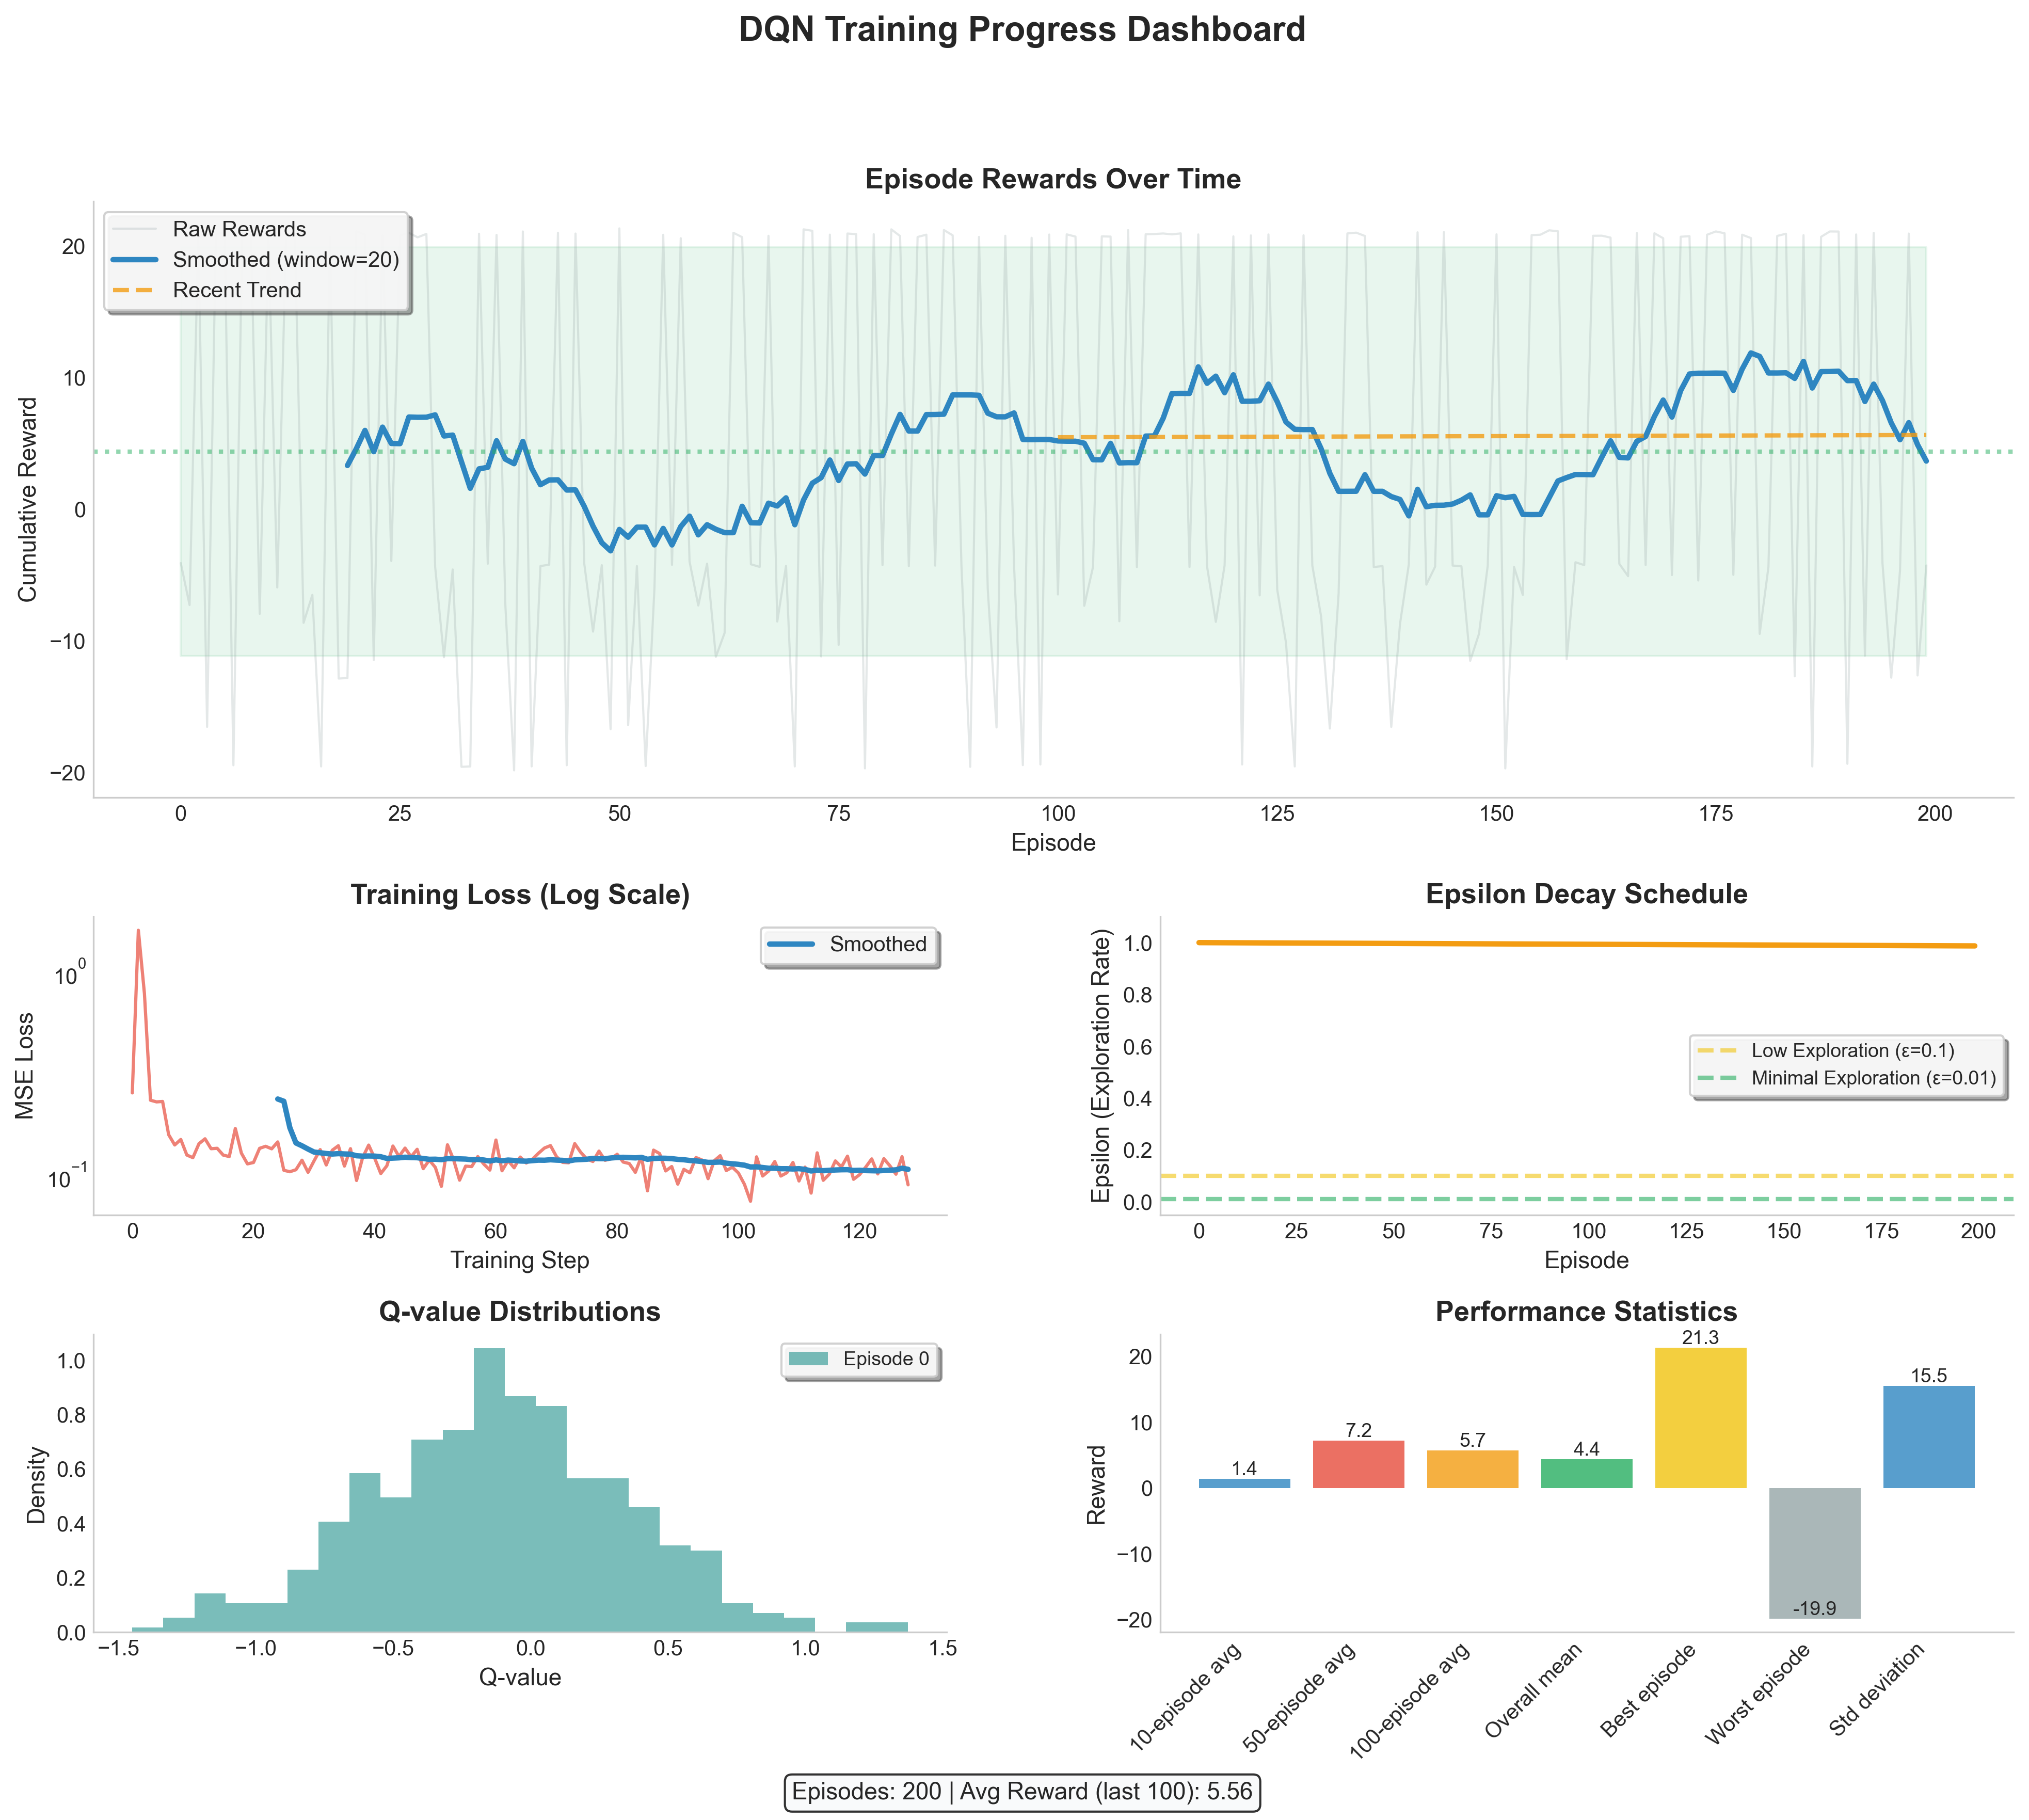 DQN Training Progress Dashboard
Episode Rewards Over Time
Raw Rewards
Smoothed (window=20)
Recent Trend
Cumulative Reward
20
10
0
−10
−20
0 25 50 75 100 125 150 175 200
Episode
Training Loss (Log Scale)
Smoothed
MSE Loss
10⁰
10⁻¹
0 20 40 60 80 100 120
Training Step
Epsilon Decay Schedule
Epsilon (Exploration Rate)
1.0
0.8
0.6
0.4
0.2
0.0
Low Exploration (ε=0.1)
Minimal Exploration (ε=0.01)
0 25 50 75 100 125 150 175 200
Episode
Q-value Distributions
Episode 0
Density
1.0
0.8
0.6
0.4
0.2
0.0
−1.5 −1.0 −0.5 0.0 0.5 1.0 1.5
Q-value
Performance Statistics
Reward
20
10
0
−10
−20
1.4 7.2 5.7 4.4 21.3 -19.9 15.5
10-episode avg
50-episode avg
100-episode avg
Overall mean
Best episode
Worst episode
Std deviation
Episodes: 200 | Avg Reward (last 100): 5.56